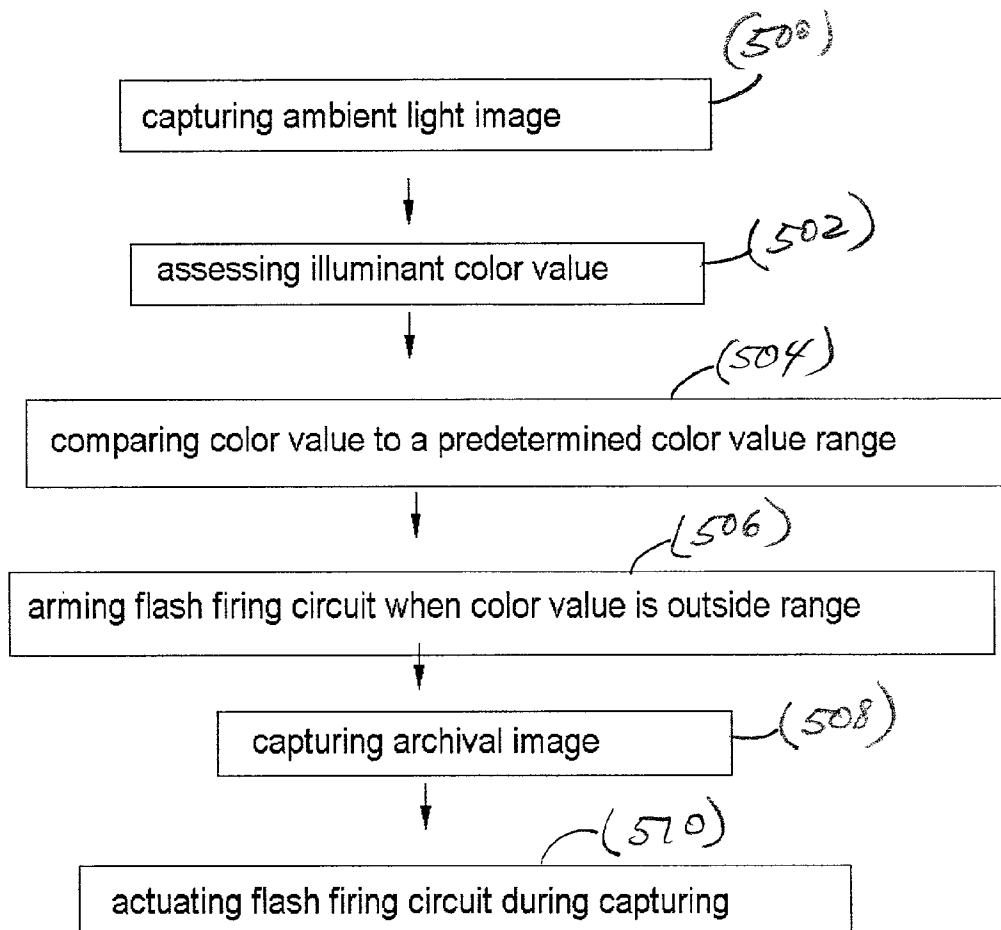 (500)
capturing ambient light image
(502)
assessing illuminant color value
(504)
comparing color value to a predetermined color value range
(506)
arming flash firing circuit when color value is outside range
(508)
capturing archival image
(510)
actuating flash firing circuit during capturing